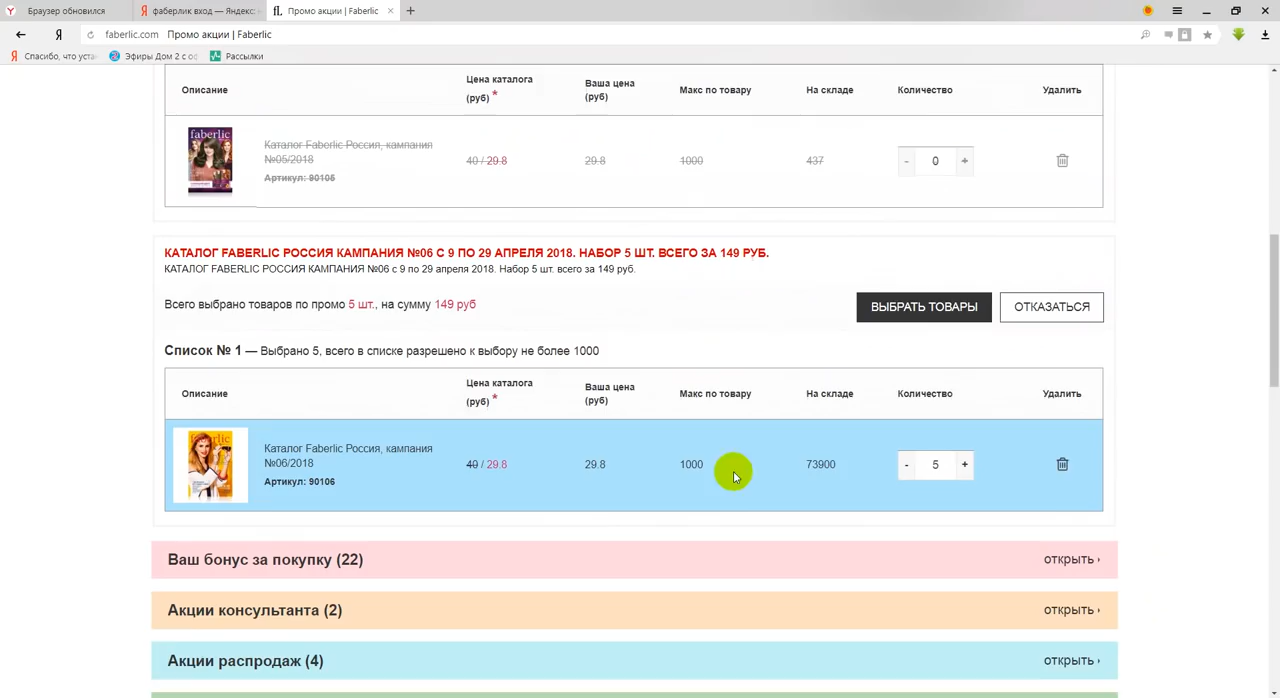 Браузер обновился
фаберлик вход — Яндекс:
Промо акции | Faberlic
faberlic.com Промо акции | Faberlic
Спасибо, что уста
Эфиры Дом 2 с о
Рассылки
Описание
Цена каталога
(руб) *
Ваша цена
(руб)
Макс по товару
На складе
Количество
Удалить
faberlic
Каталог Faberlic Россия, кампания
№05/2018
Артикул: 90105
40 / 29.8
29.8
1000
437
- 0 +
КАТАЛОГ FABERLIC РОССИЯ КАМПАНИЯ №06 С 9 ПО 29 АПРЕЛЯ 2018. НАБОР 5 ШТ. ВСЕГО ЗА 149 РУБ.
КАТАЛОГ FABERLIC РОССИЯ КАМПАНИЯ №06 с 9 по 29 апреля 2018. Набор 5 шт. всего за 149 руб.
Всего выбрано товаров по промо 5 шт., на сумму 149 руб
ВЫБРАТЬ ТОВАРЫ
ОТКАЗАТЬСЯ
Список № 1 — Выбрано 5, всего в списке разрешено к выбору не более 1000
Описание
Цена каталога
(руб) *
Ваша цена
(руб)
Макс по товару
На складе
Количество
Удалить
faberlic
Каталог Faberlic Россия, кампания
№06/2018
Артикул: 90106
40 / 29.8
29.8
1000
73900
- 5 +
Ваш бонус за покупку (22)
открыть ›
Акции консультанта (2)
открыть ›
Акции распродаж (4)
открыть ›